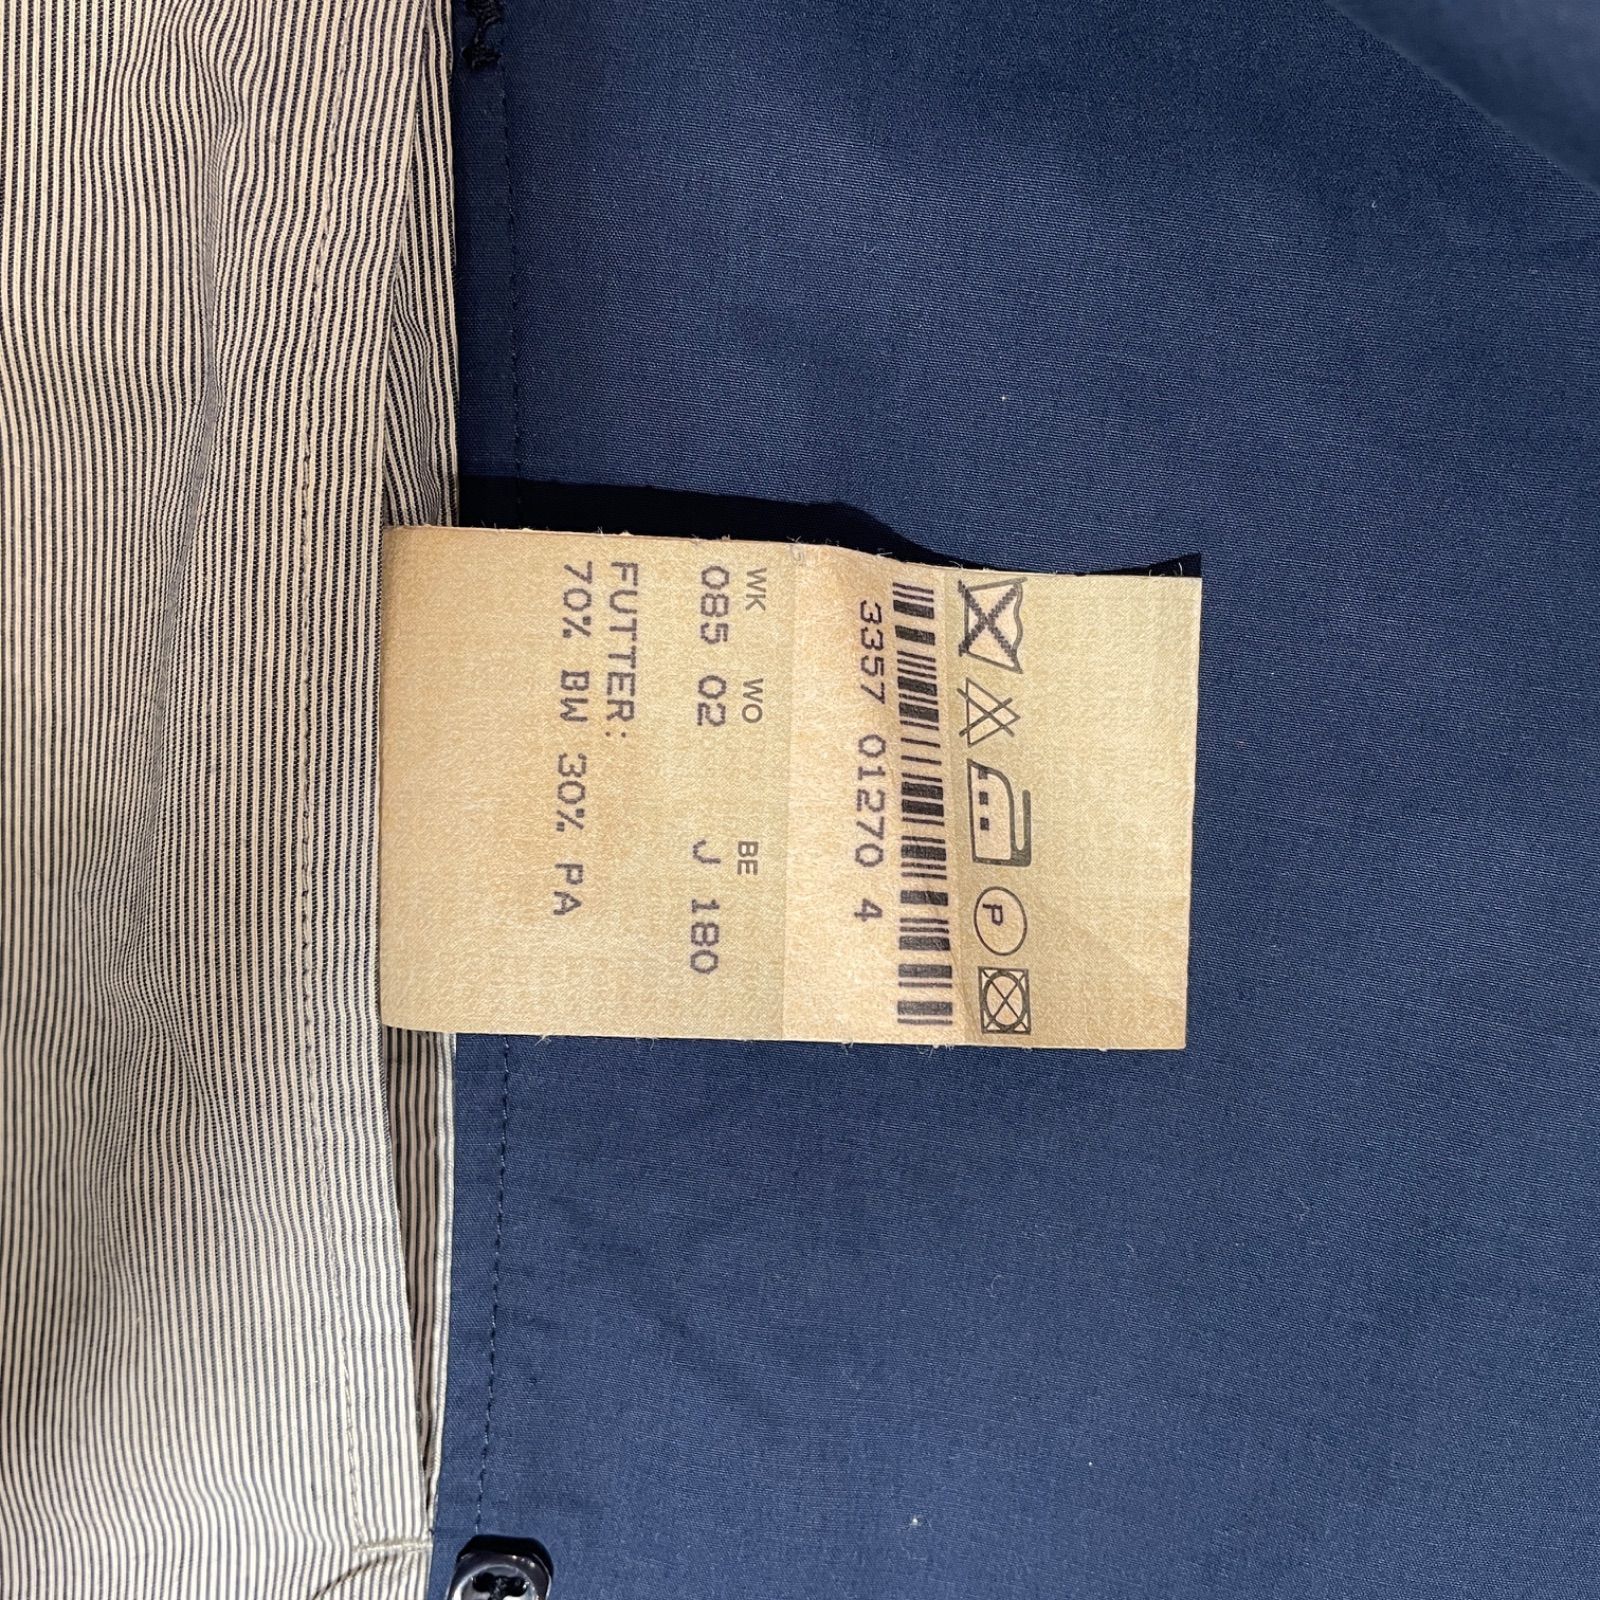 3357 01270 4
WK WO BE
085 02 J 180
FUTTER:
70% BW 30% PA
P